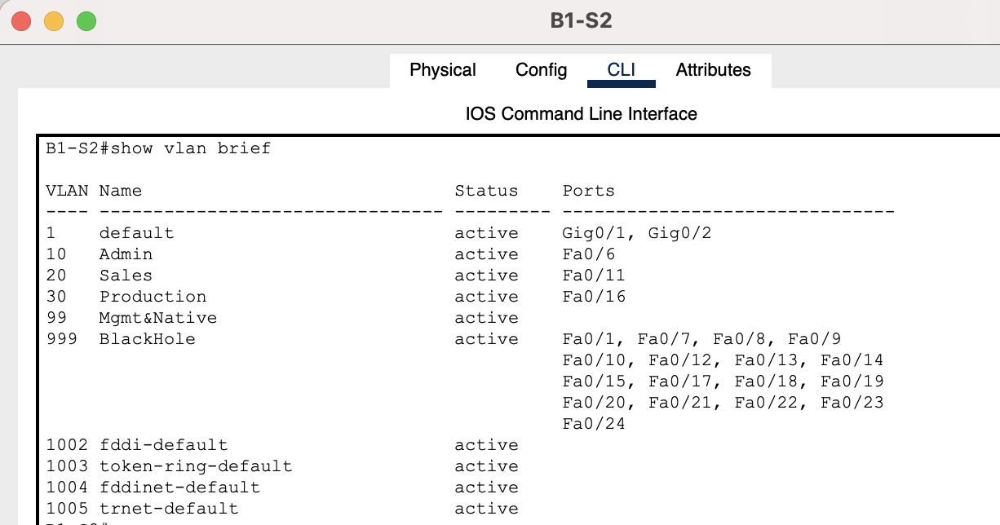 B1-S2
Physical Config CLI Attributes
IOS Command Line Interface
B1-S2#show vlan brief
VLAN Name Status Ports
---- -------------------------------- --------- -------------------------------
1 default active Gig0/1, Gig0/2
10 Admin active Fa0/6
20 Sales active Fa0/11
30 Production active Fa0/16
99 Mgmt&Native active
999 BlackHole active Fa0/1, Fa0/7, Fa0/8, Fa0/9
Fa0/10, Fa0/12, Fa0/13, Fa0/14
Fa0/15, Fa0/17, Fa0/18, Fa0/19
Fa0/20, Fa0/21, Fa0/22, Fa0/23
Fa0/24
1002 fddi-default active
1003 token-ring-default active
1004 fddinet-default active
1005 trnet-default active